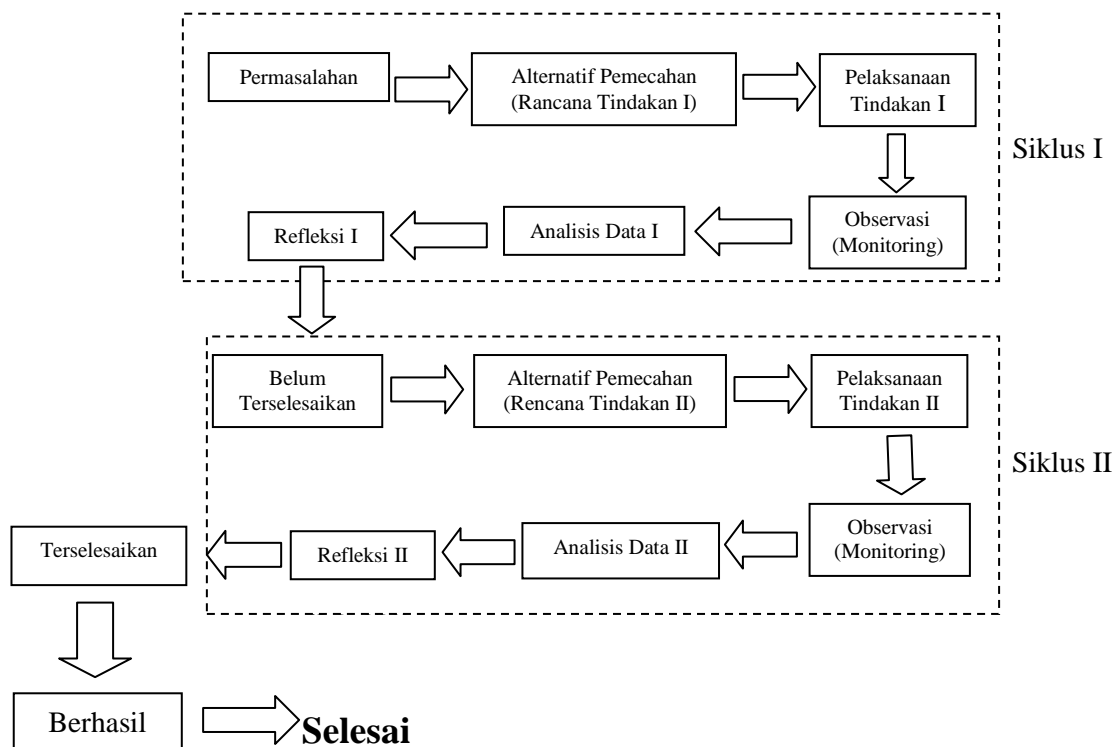 Permasalahan
Alternatif Pemecahan
(Rancana Tindakan I)
Pelaksanaan
Tindakan I
Siklus I
Refleksi I
Analisis Data I
Observasi
(Monitoring)
Belum
Terselesaikan
Alternatif Pemecahan
(Rencana Tindakan II)
Pelaksanaan
Tindakan II
Siklus II
Terselesaikan
Refleksi II
Analisis Data II
Observasi
(Monitoring)
Berhasil
Selesai